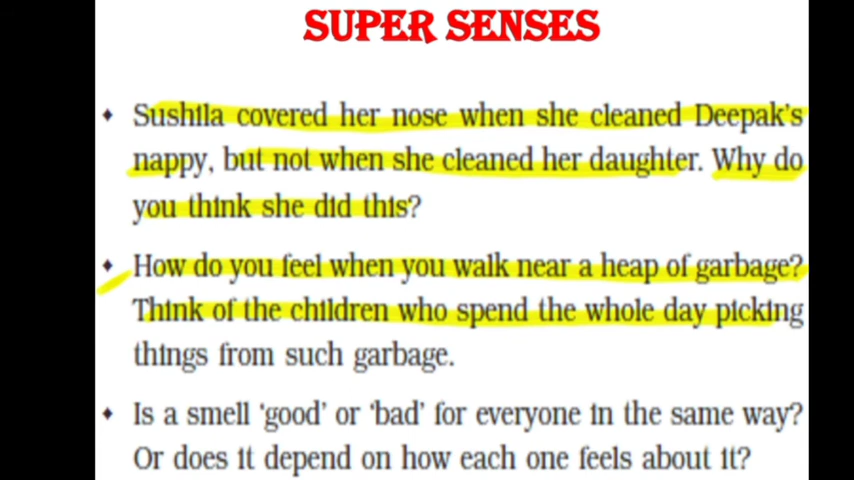 SUPER SENSES
♦ Sushila covered her nose when she cleaned Deepak's
nappy, but not when she cleaned her daughter. Why do
you think she did this?
♦ How do you feel when you walk near a heap of garbage?
Think of the children who spend the whole day picking
things from such garbage.
♦ Is a smell 'good' or 'bad' for everyone in the same way?
Or does it depend on how each one feels about it?